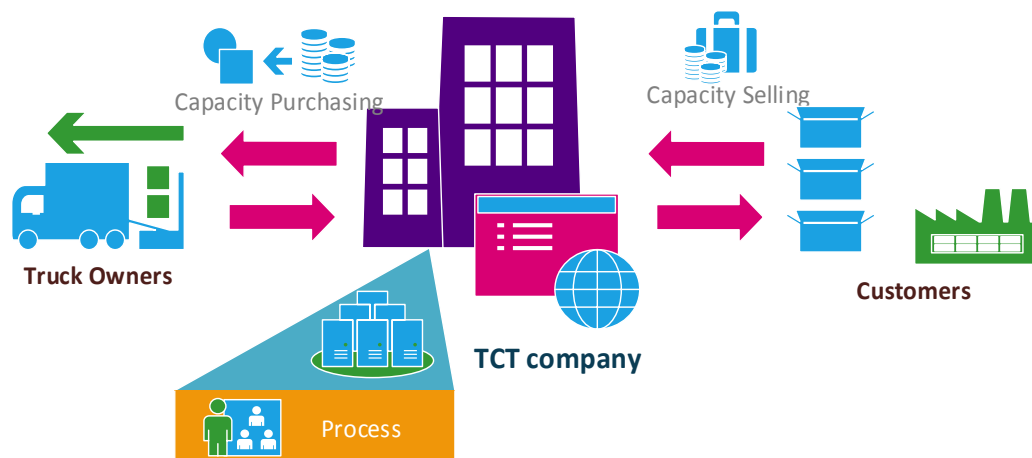 Capacity Purchasing
Capacity Selling
Truck Owners
Customers
TCT company
Process